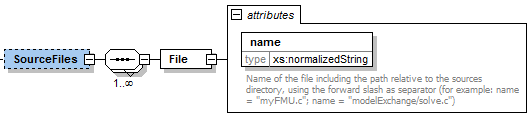 attributes
SourceFiles
File
1..∞
name
type xs:normalizedString
Name of the file including the path relative to the sources
directory, using the forward slash as separator (for example: name
= "myFMU.c"; name = "modelExchange/solve.c")